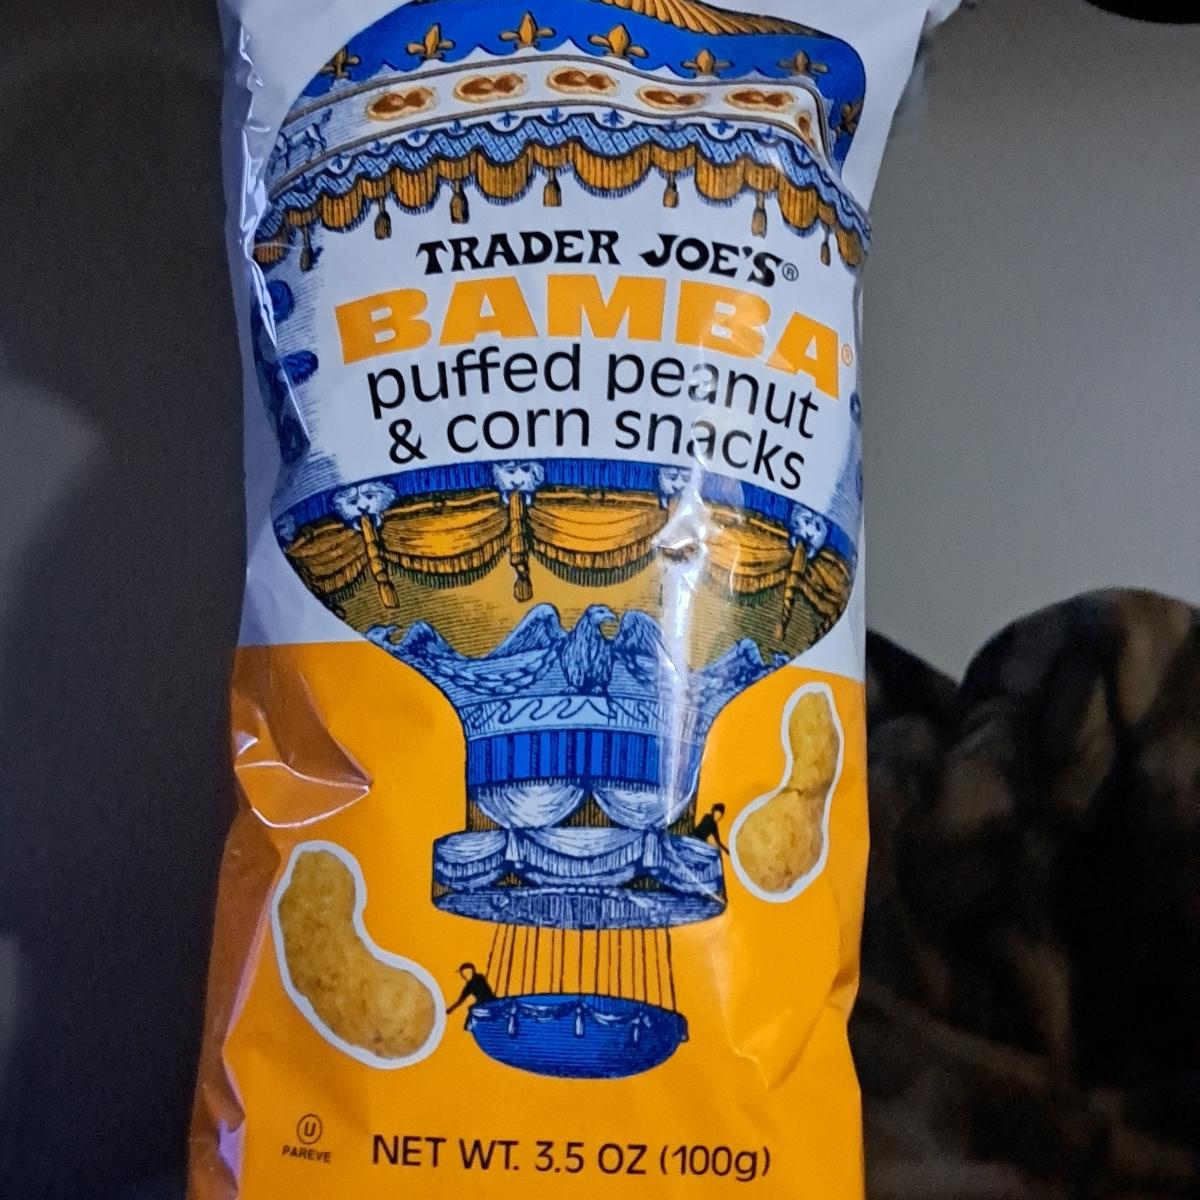 TRADER JOE'S®
BAMBA®
puffed peanut
& corn snacks
U
PAREVE
NET WT. 3.5 OZ (100g)